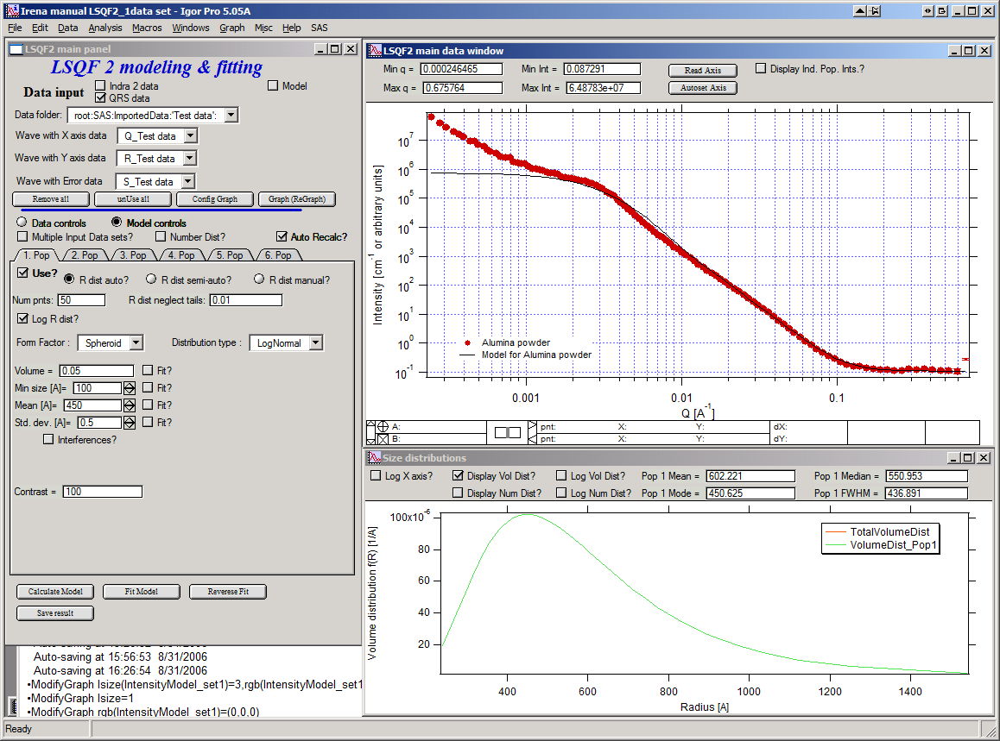 Irena manual LSQF2_1data set - Igor Pro 5.05A
File Edit Data Analysis Macros Windows Graph Misc Help SAS
LSQF2 main panel
LSQF 2 modeling & fitting
Data input
Indra 2 data
Model
QRS data
Data folder: root:SAS:ImportedData:'Test data':
Wave with X axis data Q_Test data
Wave with Y axis data R_Test data
Wave with Error data S_Test data
Remove all unUse all Config Graph Graph (ReGraph)
Data controls Model controls
Multiple Input Data sets? Number Dist? Auto Recalc?
1. Pop 2. Pop 3. Pop 4. Pop 5. Pop 6. Pop
Use? R dist auto? R dist semi-auto? R dist manual?
Num pnts: 50 R dist neglect tails: 0.01
Log R dist?
Form Factor : Spheroid Distribution type : LogNormal
Volume = 0.05 Fit?
Min size [A]= 100 Fit?
Mean [A]= 450 Fit?
Std. dev. [A]= 0.5 Fit?
Interferences?
Contrast = 100
Calculate Model Fit Model Reverese Fit
Save result
Auto-saving at 15:56:53 8/31/2006
Auto-saving at 16:26:54 8/31/2006
•ModifyGraph lsize(IntensityModel_set1)=3,rgb(IntensityModel_set1
•ModifyGraph lsize=1
•ModifyGraph rgb(IntensityModel_set1)=(0,0,0)
Ready
LSQF2 main data window
Min q = 0.000246465 Min Int = 0.087291 Read Axis Display Ind. Pop. Ints.?
Max q = 0.675764 Max Int = 6.48783e+07 Autoset Axis
Intensity [cm-1 or arbitrary units]
10^7
10^6
10^5
10^4
10^3
10^2
10^1
10^0
10^-1
Alumina powder
Model for Alumina powder
0.001 0.01 0.1
Q [A^-1]
A: pnt: X: Y: dX:
B: pnt: X: Y: dY:
Size distributions
Log X axis? Display Vol Dist? Log Vol Dist? Pop 1 Mean = 602.221 Pop 1 Median = 550.953
Display Num Dist? Log Num Dist? Pop 1 Mode = 450.625 Pop 1 FWHM = 436.891
Volume distribution f(R) [1/A]
100x10^-6
80
60
40
20
TotalVolumeDist
VolumeDist_Pop1
400 600 800 1000 1200 1400
Radius [A]